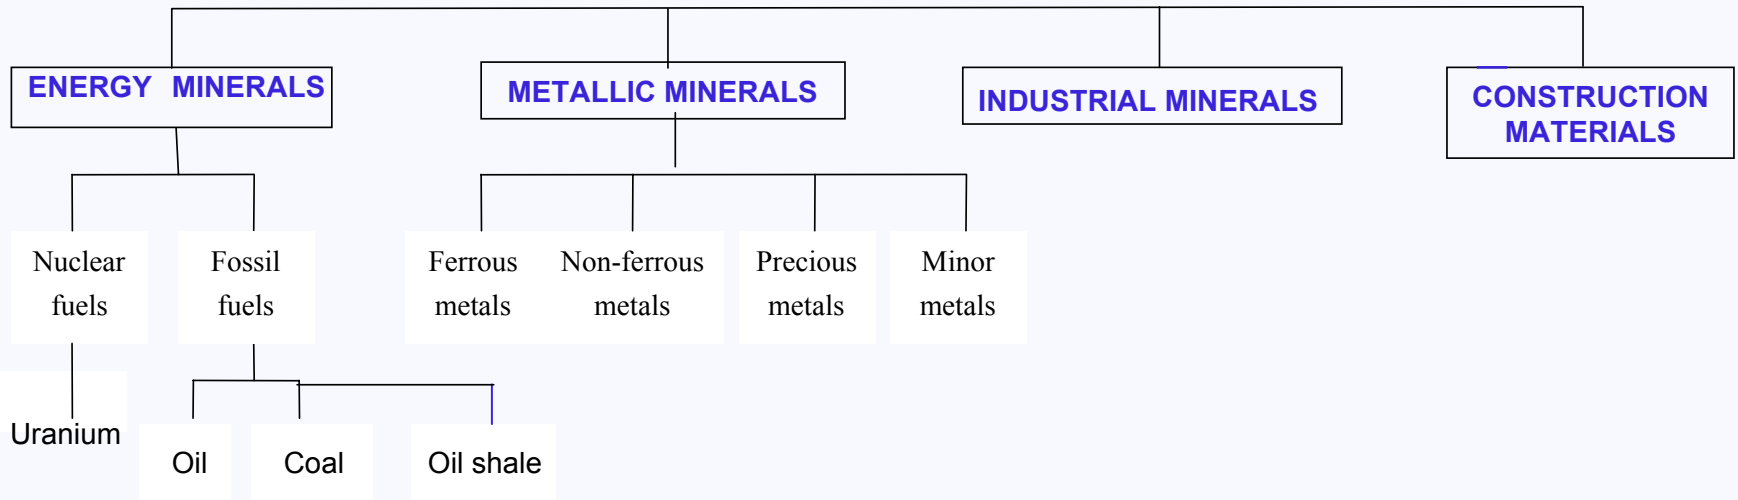 ENERGY MINERALS
METALLIC MINERALS
INDUSTRIAL MINERALS
CONSTRUCTION
MATERIALS
Nuclear
fuels
Fossil
fuels
Ferrous
metals
Non-ferrous
metals
Precious
metals
Minor
metals
Uranium
Oil
Coal
Oil shale